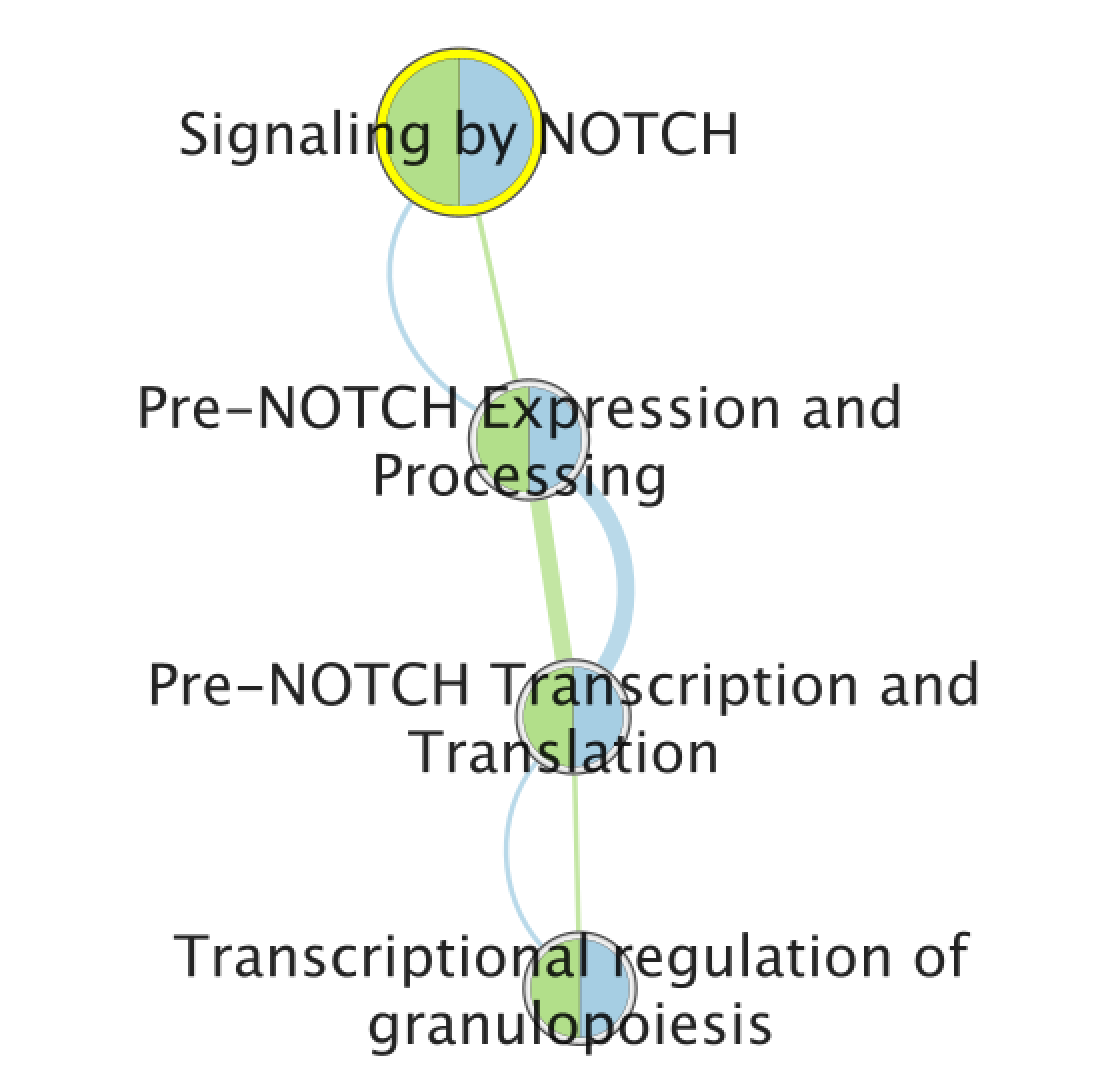 Signaling by NOTCH
Pre−NOTCH Expression and
Processing
Pre−NOTCH Transcription and
Translation
Transcriptional regulation of
granulopoiesis